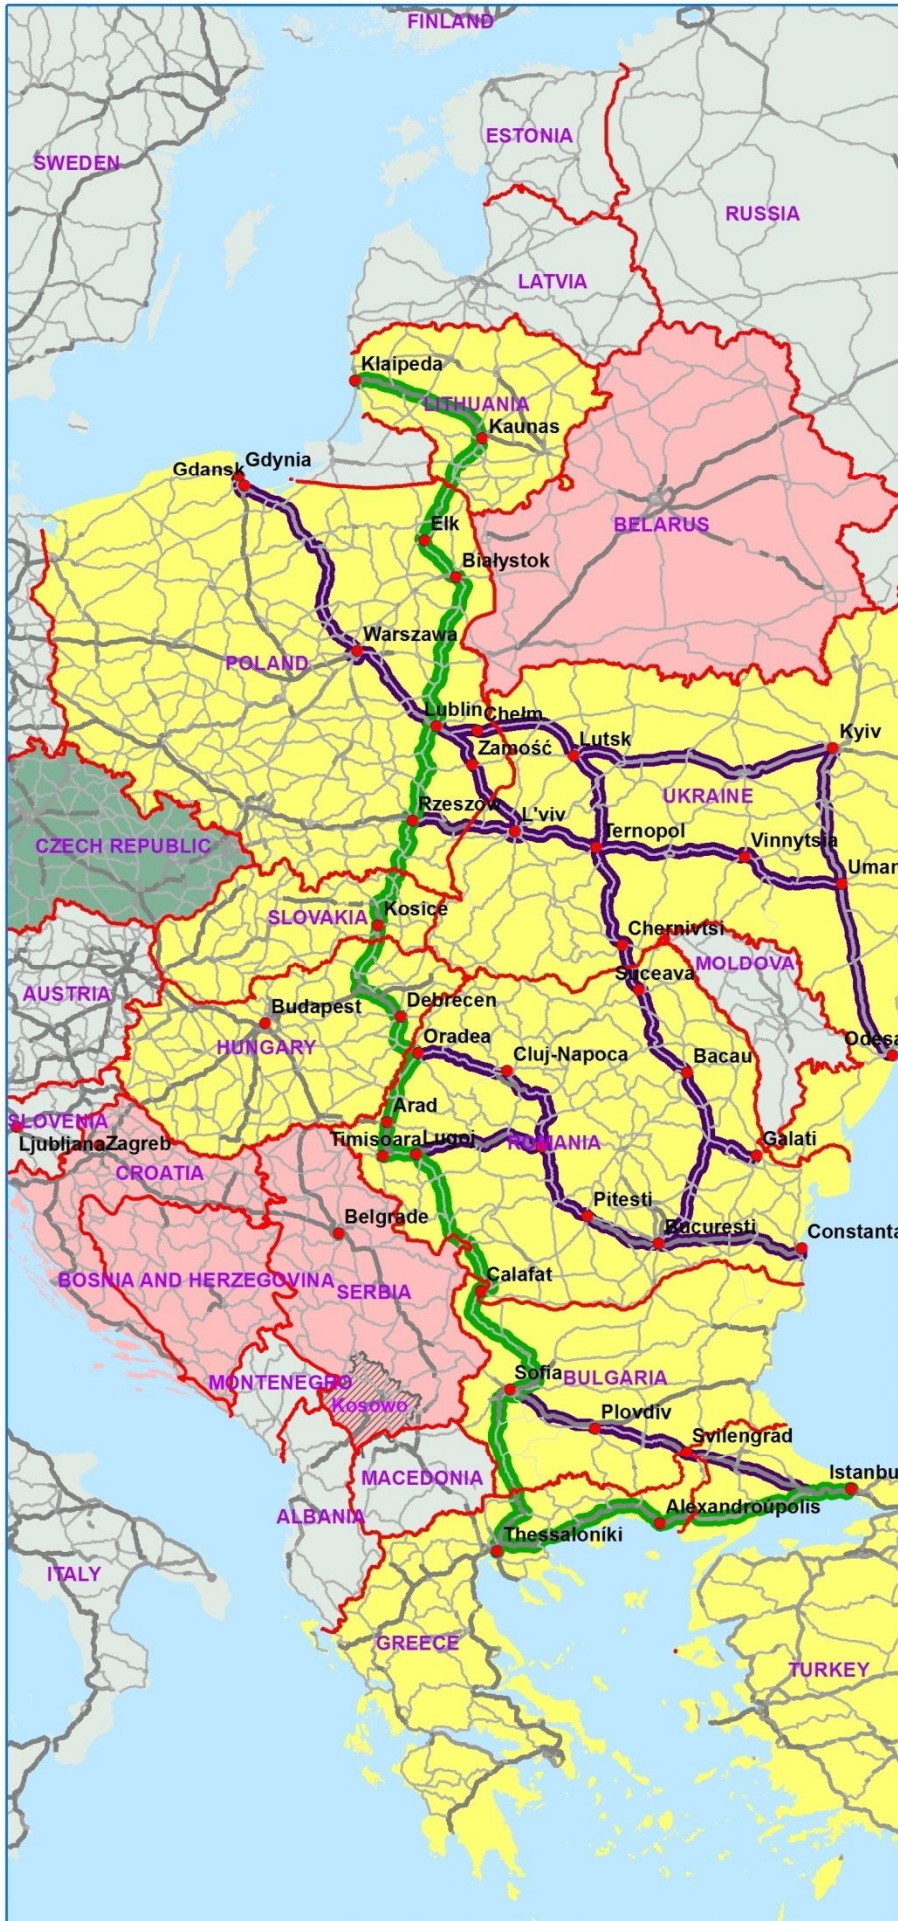 FINLAND
ESTONIA
SWEDEN
RUSSIA
LATVIA
Klaipeda
LITHUANIA
Kaunas
Gdynia
Gdansk
BELARUS
Ełk
Białystok
Warszawa
POLAND
Lublin
Chełm
Lutsk
Kyiv
Zamość
UKRAINE
Rzeszów
L'viv
Ternopol
CZECH REPUBLIC
Vinnytsia
Uman
Kosice
SLOVAKIA
Chernivtsi
MOLDOVA
Suceava
AUSTRIA
Budapest
Debrecen
HUNGARY
Oradea
Odesa
Cluj-Napoca
Bacau
Arad
SLOVENIA
Ljubljana
Zagreb
Timisoara
Lugoj
ROMANIA
Galati
CROATIA
Pitesti
Belgrade
Bucuresti
Constanta
BOSNIA AND HERZEGOVINA
SERBIA
Calafat
MONTENEGRO
Sofia
BULGARIA
Kosowo
Plovdiv
Svilengrad
MACEDONIA
Istanbu
ALBANIA
Alexandroúpolis
Thessaloníki
ITALY
GREECE
TURKEY